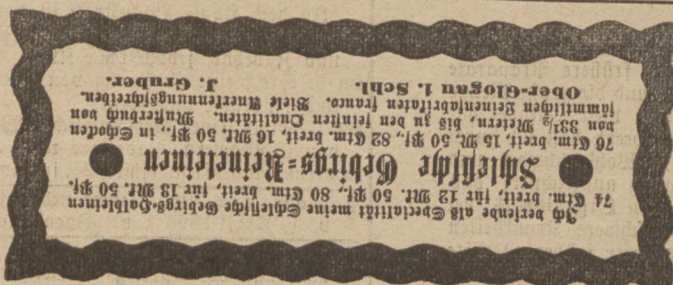 Ich versende als Specialität meine Schlesische Gebirgs-Halbleinen
74 Ctm. breit, für 12 Mk. 50 Pf., 80 Ctm. breit, für 13 Mk. 50 Pf.
Schlesische Gebirgs-Reineleinen
76 Ctm. breit, 15 Mk. 50 Pf., 82 Ctm. breit, 16 Mk. 50 Pf., in Schocken
von 33 1/3 Metern, bis zu den feinsten Qualitäten. Musterbuch von
sämmtlichen Leinenfabrikaten franco. Viele Anerkennungsschreiben.
Ober-Glogau i. Schl. J. Gruber.